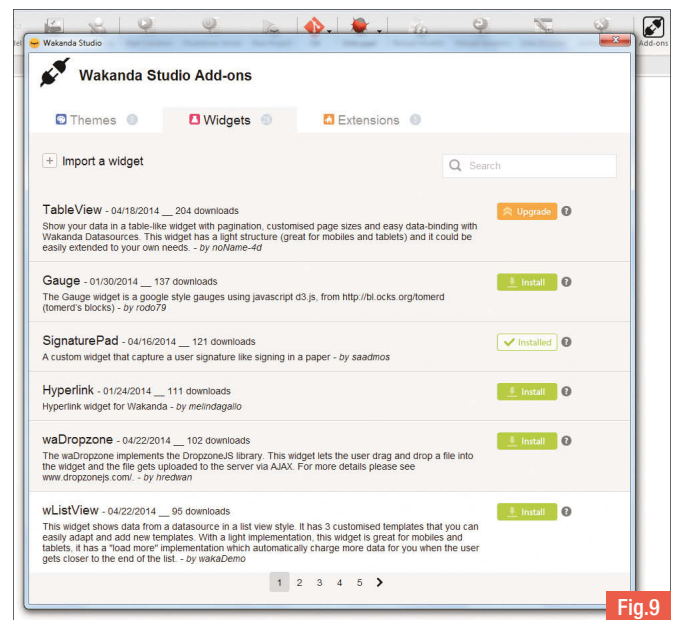 Add-ons
Wakanda Studio
Wakanda Studio Add-ons
Themes
Widgets
Extensions
Import a widget
Search
TableView - 04/18/2014 __ 204 downloads
Upgrade
Show your data in a table-like widget with pagination, customised page sizes and easy data-binding with
Wakanda Datasources. This widget has a light structure (great for mobiles and tablets) and it could be
easily extended to your own needs. - by noName-4d
Gauge - 01/30/2014 __ 137 downloads
Install
The Gauge widget is a google style gauges using javascript d3.js, from http://bl.ocks.org/tomerd
(tomerd's blocks) - by rodo79
SignaturePad - 04/16/2014 __ 121 downloads
Installed
A custom widget that capture a user signature like signing in a paper - by saadmos
Hyperlink - 01/24/2014 __ 111 downloads
Install
Hyperlink widget for Wakanda - by melindagallo
waDropzone - 04/22/2014 __ 102 downloads
Install
The waDropzone implements the DropzoneJS library. This widget lets the user drag and drop a file into
the widget and the file gets uploaded to the server via AJAX. For more details please see
www.dropzonejs.com/. - by hredwan
wListView - 04/22/2014 __ 95 downloads
Install
This widget shows data from a datasource in a list view style. It has 3 customised templates that you can
easily adapt and add new templates. With a light implementation, this widget is great for mobiles and
tablets, it has a "load more" implementation which automatically charge more data for you when the user
gets closer to the end of the list. - by wakaDemo
1 2 3 4 5
Fig.9